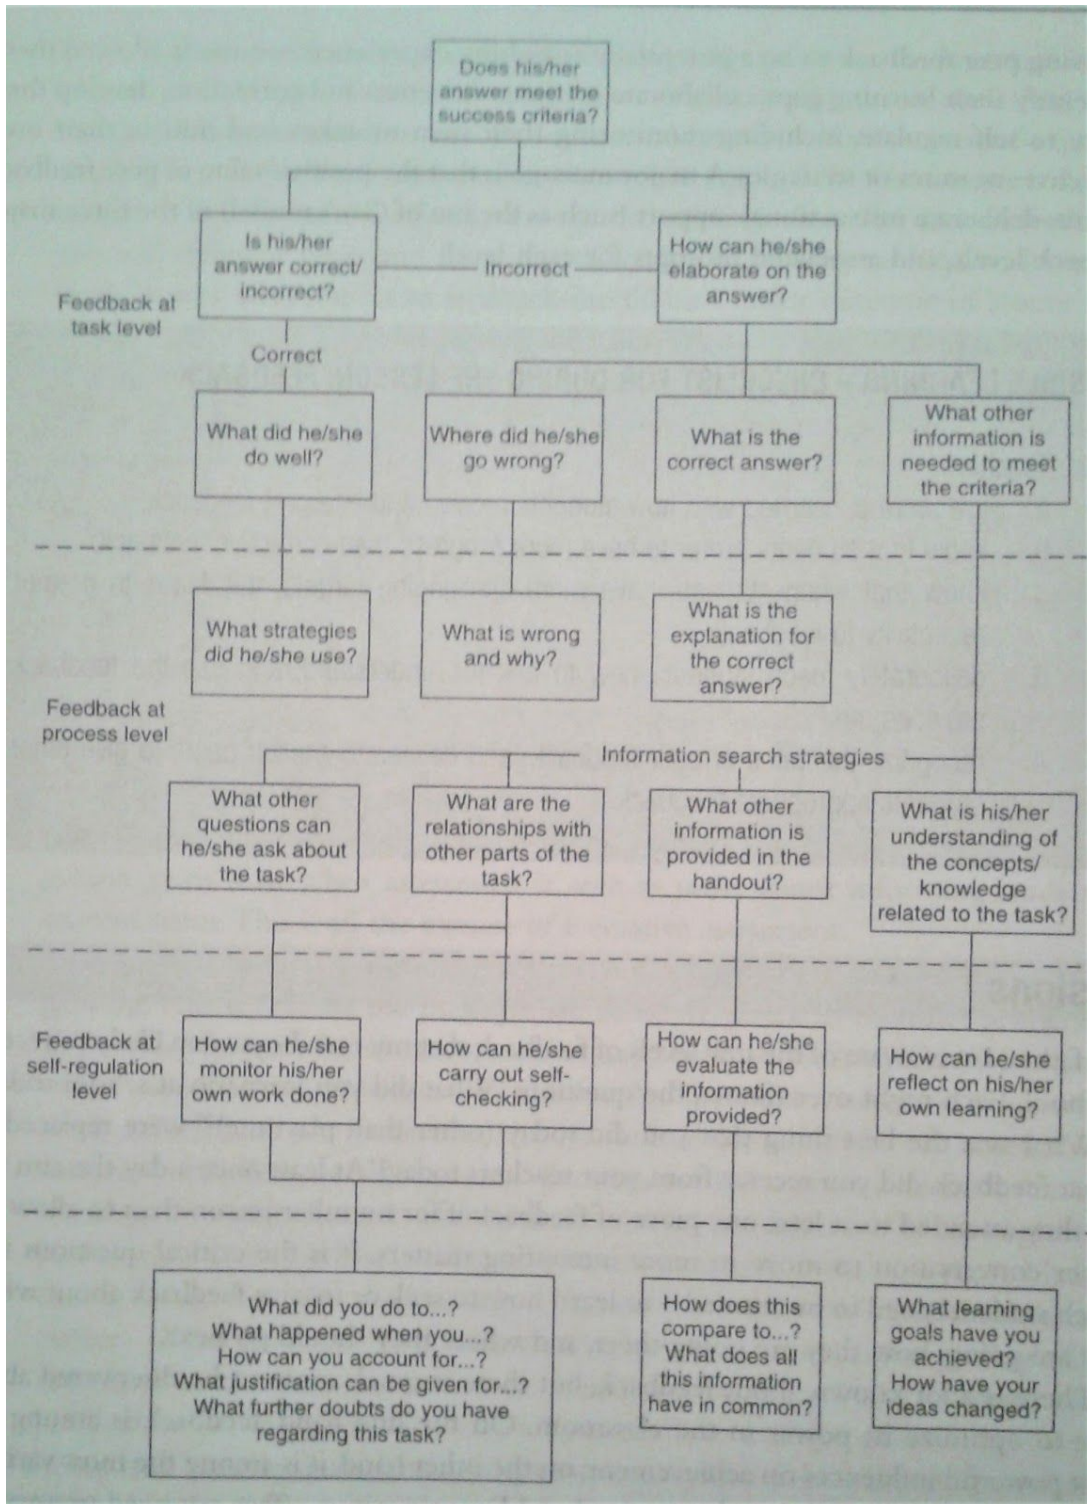 Does his/her
answer meet the
success criteria?
Is his/her
answer correct/
incorrect?
Incorrect
How can he/she
elaborate on the
answer?
Feedback at
task level
Correct
What did he/she
do well?
Where did he/she
go wrong?
What is the
correct answer?
What other
information is
needed to meet
the criteria?
What strategies
did he/she use?
What is wrong
and why?
What is the
explanation for
the correct
answer?
Feedback at
process level
Information search strategies
What other
questions can
he/she ask about
the task?
What are the
relationships with
other parts of the
task?
What other
information is
provided in the
handout?
What is his/her
understanding of
the concepts/
knowledge
related to the task?
Feedback at
self-regulation
level
How can he/she
monitor his/her
own work done?
How can he/she
carry out self-
checking?
How can he/she
evaluate the
information
provided?
How can he/she
reflect on his/her
own learning?
What did you do to...?
What happened when you...?
How can you account for...?
What justification can be given for...?
What further doubts do you have
regarding this task?
How does this
compare to...?
What does all
this information
have in common?
What learning
goals have you
achieved?
How have your
ideas changed?